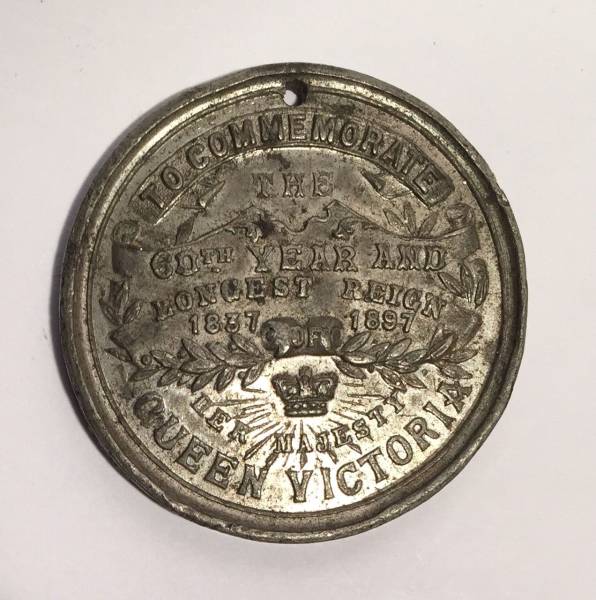 TO COMMEMORATE
THE
60TH YEAR AND
LONGEST REIGN
1837 1897
OF
HER MAJESTY
QUEEN VICTORIA